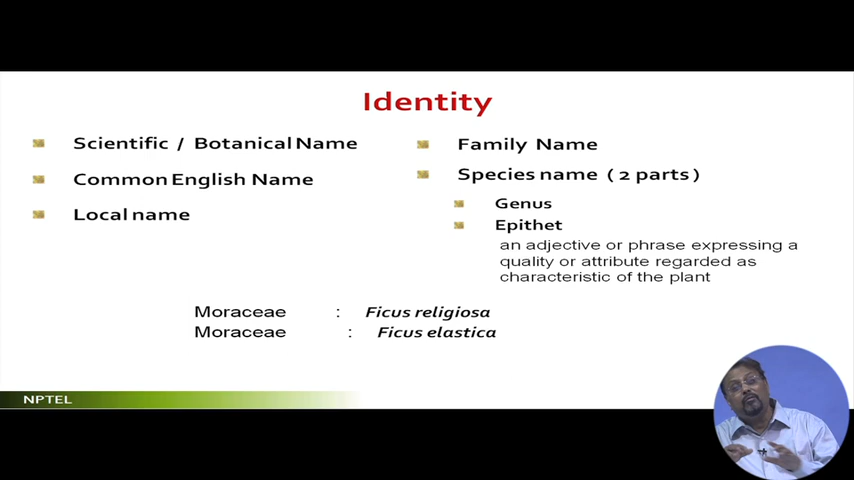 Identity
Scientific / Botanical Name
Common English Name
Local name
Family Name
Species name ( 2 parts )
Genus
Epithet
an adjective or phrase expressing a
quality or attribute regarded as
characteristic of the plant
Moraceae : Ficus religiosa
Moraceae : Ficus elastica
NPTEL